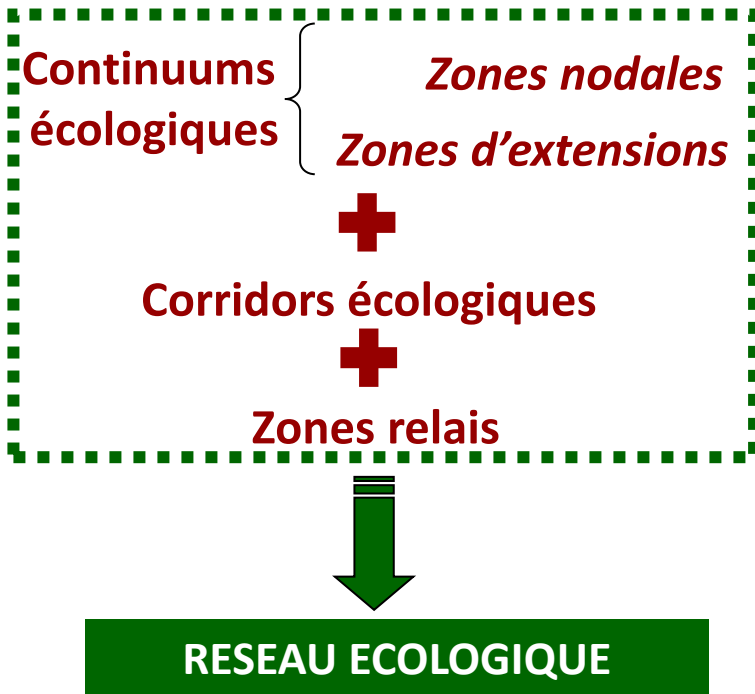 Continuums
écologiques
Zones nodales
Zones d’extensions
Corridors écologiques
Zones relais
RESEAU ECOLOGIQUE